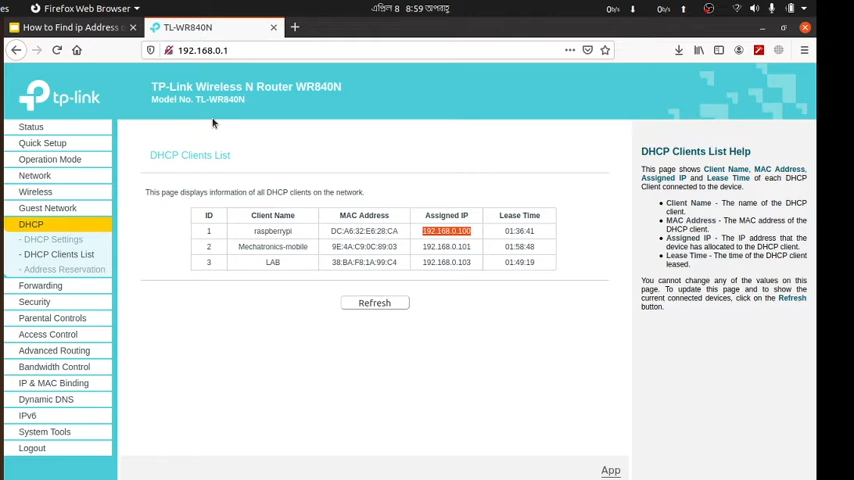 es Firefox Web Browser এপ্রিল 8 8:59 অপরাহ্ণ 0↑↓
How to Find ip Address o
TL-WR840N
192.168.0.1
tp-link
TP-Link Wireless N Router WR840N
Model No. TL-WR840N
Status
Quick Setup
Operation Mode
Network
Wireless
Guest Network
DHCP
- DHCP Settings
- DHCP Clients List
- Address Reservation
Forwarding
Security
Parental Controls
Access Control
Advanced Routing
Bandwidth Control
IP & MAC Binding
Dynamic DNS
IPv6
System Tools
Logout
DHCP Clients List
This page displays information of all DHCP clients on the network.
ID Client Name MAC Address Assigned IP Lease Time
1 raspberrypi DC:A6:32:E6:28:CA 192.168.0.100 01:36:41
2 Mechatronics-mobile 9E:4A:C9:0C:89:03 192.168.0.101 01:58:48
3 LAB 38:BA:F8:1A:99:C4 192.168.0.103 01:49:19
Refresh
App
DHCP Clients List Help
This page shows Client Name, MAC Address,
Assigned IP and Lease Time of each DHCP
Client connected to the device.
Client Name - The name of the DHCP
client.
MAC Address - The MAC address of the
DHCP client.
Assigned IP - The IP address that the
device has allocated to the DHCP client.
Lease Time - The time of the DHCP client
leased.
You cannot change any of the values on this
page. To update this page and to show the
current connected devices, click on the Refresh
button.